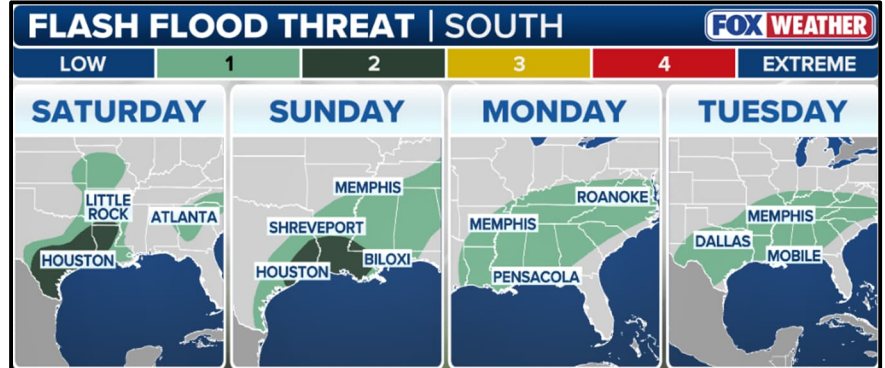 FLASH FLOOD THREAT | SOUTH
FOX WEATHER
LOW 1 2 3 4 EXTREME
SATURDAY
LITTLE
ROCK
ATLANTA
HOUSTON
SUNDAY
MEMPHIS
SHREVEPORT
HOUSTON
BILOXI
MONDAY
ROANOKE
MEMPHIS
PENSACOLA
TUESDAY
MEMPHIS
DALLAS
MOBILE